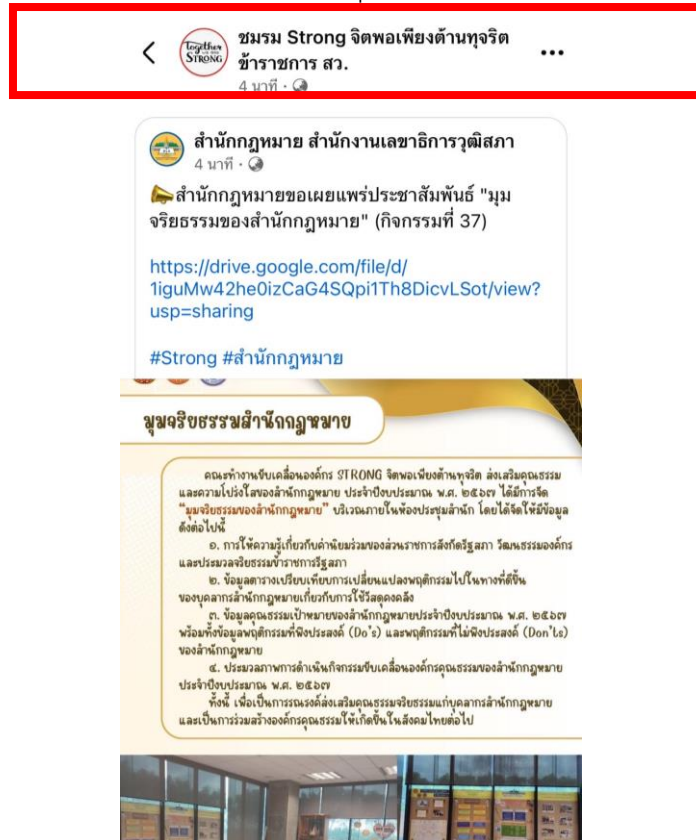 Together
STRONG
ชมรม Strong จิตพอเพียงต้านทุจริต
ข้าราชการ สว.
4 นาที ·
สำนักกฎหมาย สำนักงานเลขาธิการวุฒิสภา
4 นาที ·
📣สำนักกฎหมายขอเผยแพร่ประชาสัมพันธ์ "มุม
จริยธรรมของสำนักกฎหมาย" (กิจกรรมที่ 37)
https://drive.google.com/file/d/
1iguMw42he0izCaG4SQpi1Th8DicvLSot/view?
usp=sharing
#Strong #สำนักกฎหมาย
มุมจริยธรรมสำนักกฎหมาย
คณะทำงานขับเคลื่อนองค์กร STRONG จิตพอเพียงต้านทุจริต ส่งเสริมคุณธรรม
และความโปร่งใสของสำนักกฎหมาย ประจำปีงบประมาณ พ.ศ. ๒๕๖๗ ได้มีการจัด
"มุมจริยธรรมของสำนักกฎหมาย" บริเวณภายในห้องประชุมสำนัก โดยได้จัดให้มีข้อมูล
ดังต่อไปนี้
๑. การให้ความรู้เกี่ยวกับค่านิยมร่วมของส่วนราชการสังกัดรัฐสภา วัฒนธรรมองค์กร
และประมวลจริยธรรมข้าราชการรัฐสภา
๒. ข้อมูลตารางเปรียบเทียบการเปลี่ยนแปลงพฤติกรรมไปในทางที่ดีขึ้น
ของบุคลากรสำนักกฎหมายเกี่ยวกับการใช้วัสดุคงคลัง
๓. ข้อมูลคุณธรรมเป้าหมายของสำนักกฎหมายประจำปีงบประมาณ พ.ศ. ๒๕๖๗
พร้อมทั้งข้อมูลพฤติกรรมที่พึงประสงค์ (Do's) และพฤติกรรมที่ไม่พึงประสงค์ (Don'ts)
ของสำนักกฎหมาย
๔. ประมวลภาพการดำเนินกิจกรรมขับเคลื่อนองค์กรคุณธรรมของสำนักกฎหมาย
ประจำปีงบประมาณ พ.ศ. ๒๕๖๗
ทั้งนี้ เพื่อเป็นการรณรงค์ส่งเสริมคุณธรรมจริยธรรมแก่บุคลากรสำนักกฎหมาย
และเป็นการร่วมสร้างองค์กรคุณธรรมให้เกิดขึ้นในสังคมไทยต่อไป